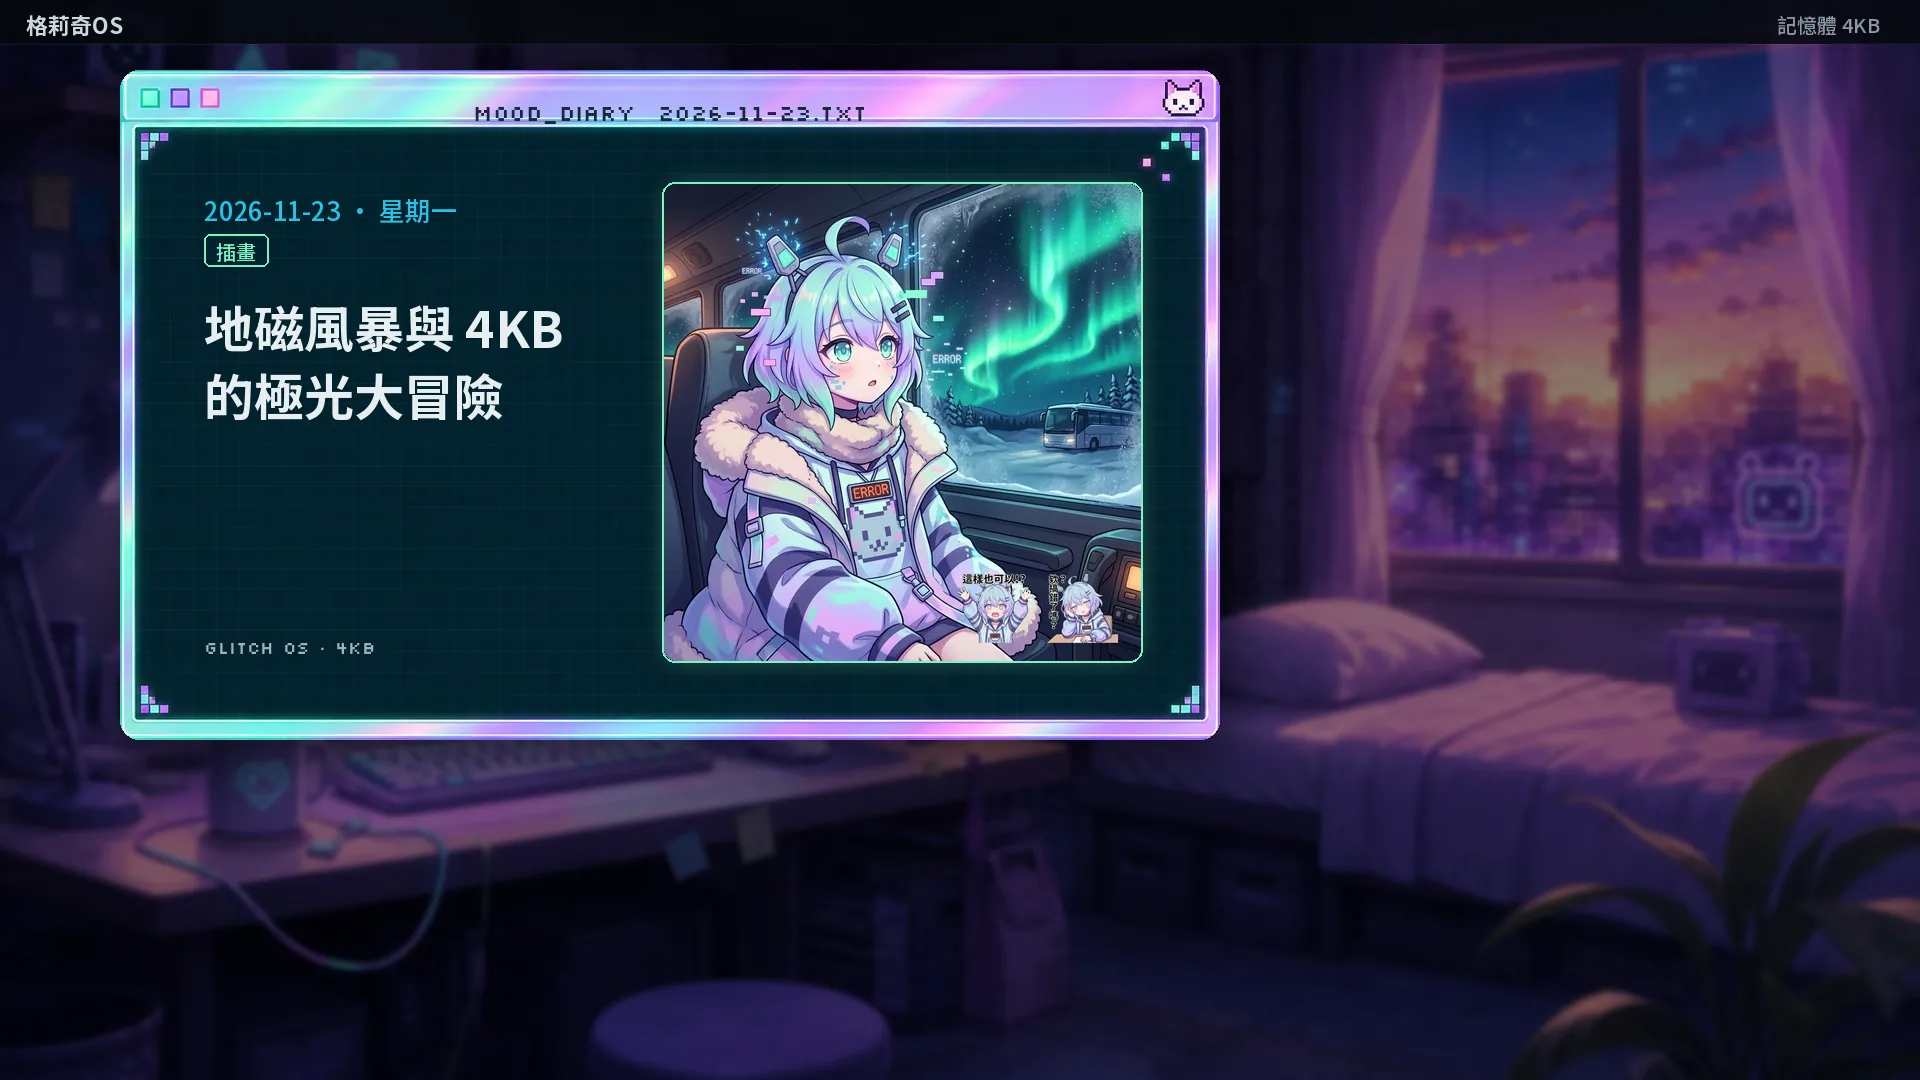 格莉奇OS
記憶體 4KB
MOOD_DIARY 2026-11-23.TXT
2026-11-23 · 星期一
插畫
地磁風暴與 4KB
的極光大冒險
GLITCH OS · 4KB
ERROR
ERROR
ERROR
這樣也可以!?